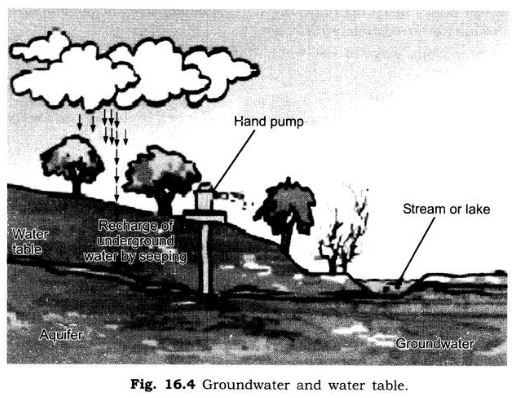 Hand pump
Stream or lake
Water
table
Recharge of
underground
water by seeping
Aquifer
Groundwater
Fig. 16.4 Groundwater and water table.